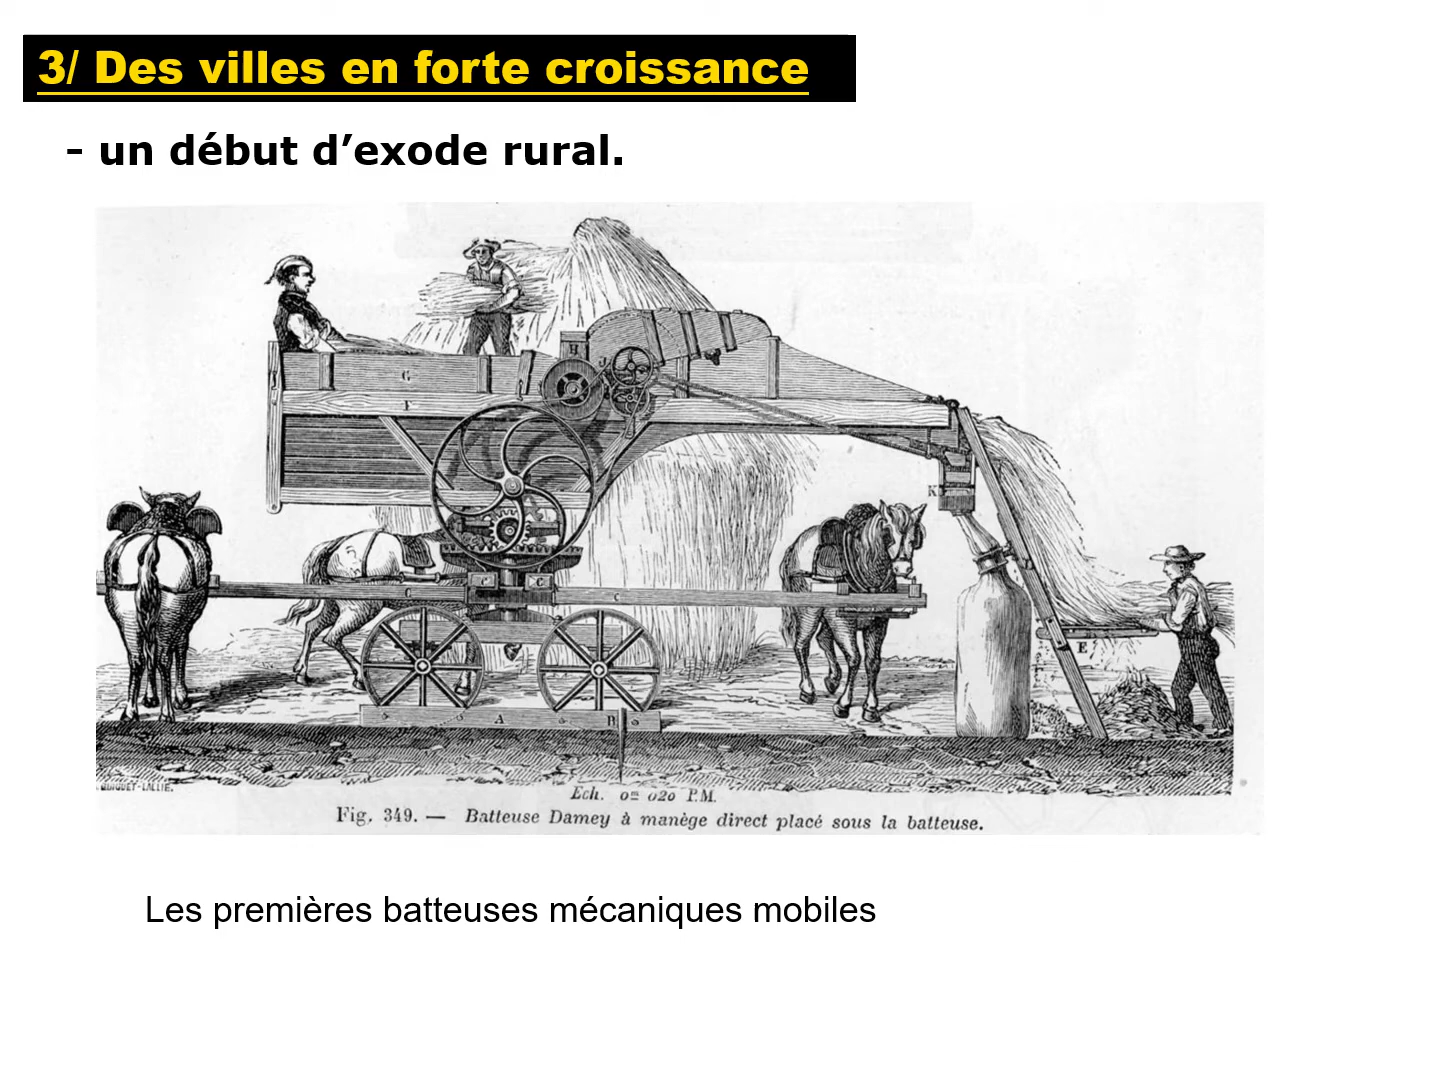 3/ Des villes en forte croissance
- un début d’exode rural.
H J
G
F
K
C C
C C
E
A B
Ech. 0m 020 P.M.
Fig. 349. — Batteuse Damey à manège direct placé sous la batteuse.
Les premières batteuses mécaniques mobiles